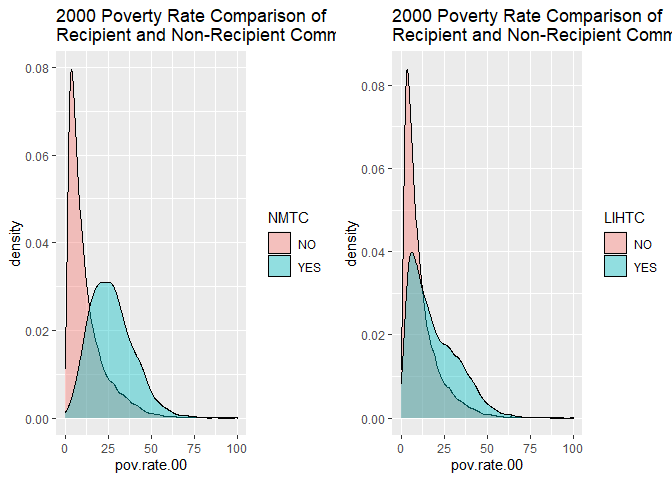 2000 Poverty Rate Comparison of
Recipient and Non-Recipient Comm
0.08
0.06
0.04
0.02
0.00
density
0 25 50 75 100
pov.rate.00
NMTC
NO
YES
2000 Poverty Rate Comparison of
Recipient and Non-Recipient Comm
0.08
0.06
0.04
0.02
0.00
density
0 25 50 75 100
pov.rate.00
LIHTC
NO
YES